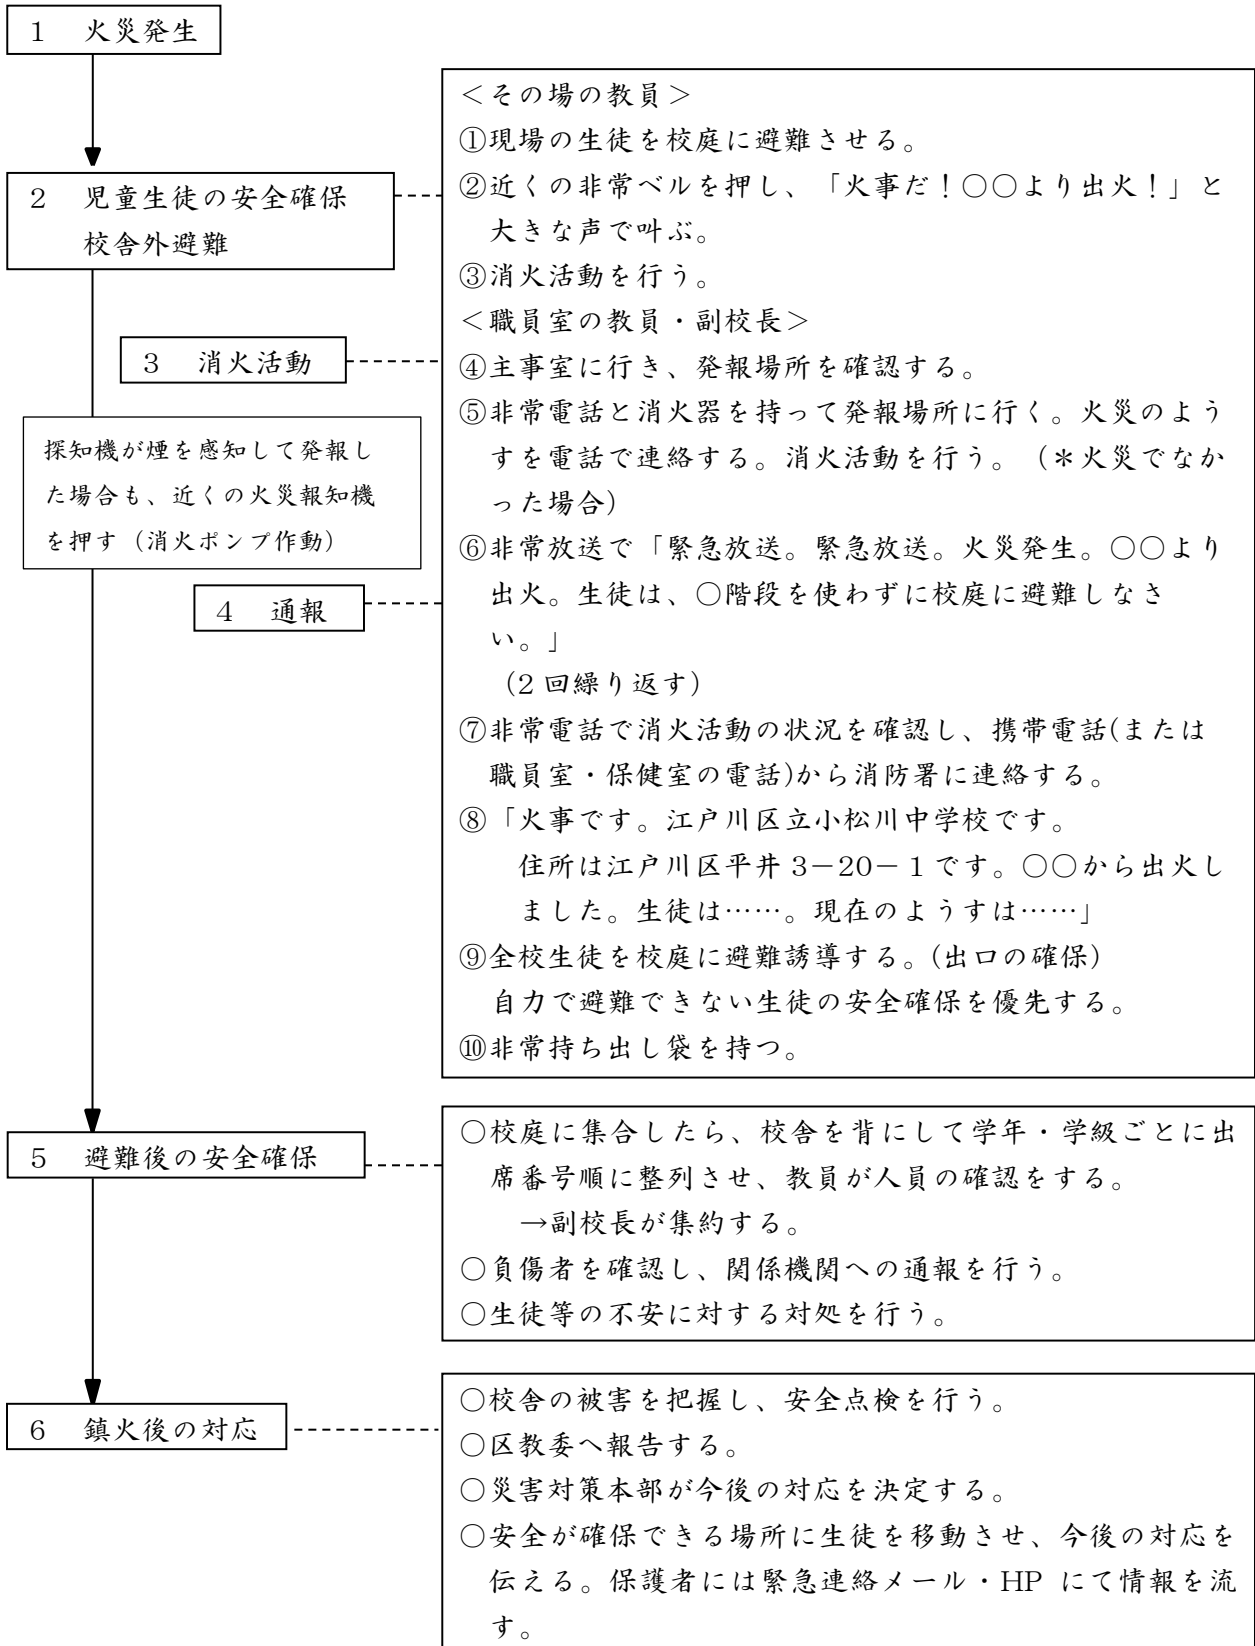 1 火災発生
2 児童生徒の安全確保
校舎外避難
3 消火活動
探知機が煙を感知して発報し
た場合も、近くの火災報知機
を押す（消火ポンプ作動）
4 通報
＜その場の教員＞
①現場の生徒を校庭に避難させる。
②近くの非常ベルを押し、「火事だ！○○より出火！」と
大きな声で叫ぶ。
③消火活動を行う。
＜職員室の教員・副校長＞
④主事室に行き、発報場所を確認する。
⑤非常電話と消火器を持って発報場所に行く。火災のよう
すを電話で連絡する。消火活動を行う。（＊火災でなか
った場合）
⑥非常放送で「緊急放送。緊急放送。火災発生。○○より
出火。生徒は、○階段を使わずに校庭に避難しなさ
い。」
（2回繰り返す）
⑦非常電話で消火活動の状況を確認し、携帯電話(または
職員室・保健室の電話)から消防署に連絡する。
⑧「火事です。江戸川区立小松川中学校です。
住所は江戸川区平井3－20－1です。○○から出火し
ました。生徒は……。現在のようすは……」
⑨全校生徒を校庭に避難誘導する。(出口の確保)
自力で避難できない生徒の安全確保を優先する。
⑩非常持ち出し袋を持つ。
5 避難後の安全確保
○校庭に集合したら、校舎を背にして学年・学級ごとに出
席番号順に整列させ、教員が人員の確認をする。
→副校長が集約する。
○負傷者を確認し、関係機関への通報を行う。
○生徒等の不安に対する対処を行う。
6 鎮火後の対応
○校舎の被害を把握し、安全点検を行う。
○区教委へ報告する。
○災害対策本部が今後の対応を決定する。
○安全が確保できる場所に生徒を移動させ、今後の対応を
伝える。保護者には緊急連絡メール・HP にて情報を流
す。